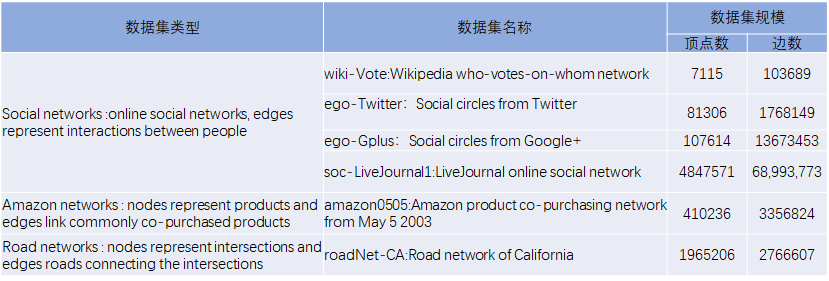 数据集类型
数据集名称
数据集规模
顶点数
边数
Social networks :online social networks, edges
represent interactions between people
wiki-Vote:Wikipedia who-votes-on-whom network
7115
103689
ego-Twitter：Social circles from Twitter
81306
1768149
ego-Gplus：Social circles from Google+
107614
13673453
soc-LiveJournal1:LiveJournal online social network
4847571
68,993,773
Amazon networks : nodes represent products and
edges link commonly co-purchased products
amazon0505:Amazon product co-purchasing network
from May 5 2003
410236
3356824
Road networks : nodes represent intersections and
edges roads connecting the intersections
roadNet-CA:Road network of California
1965206
2766607